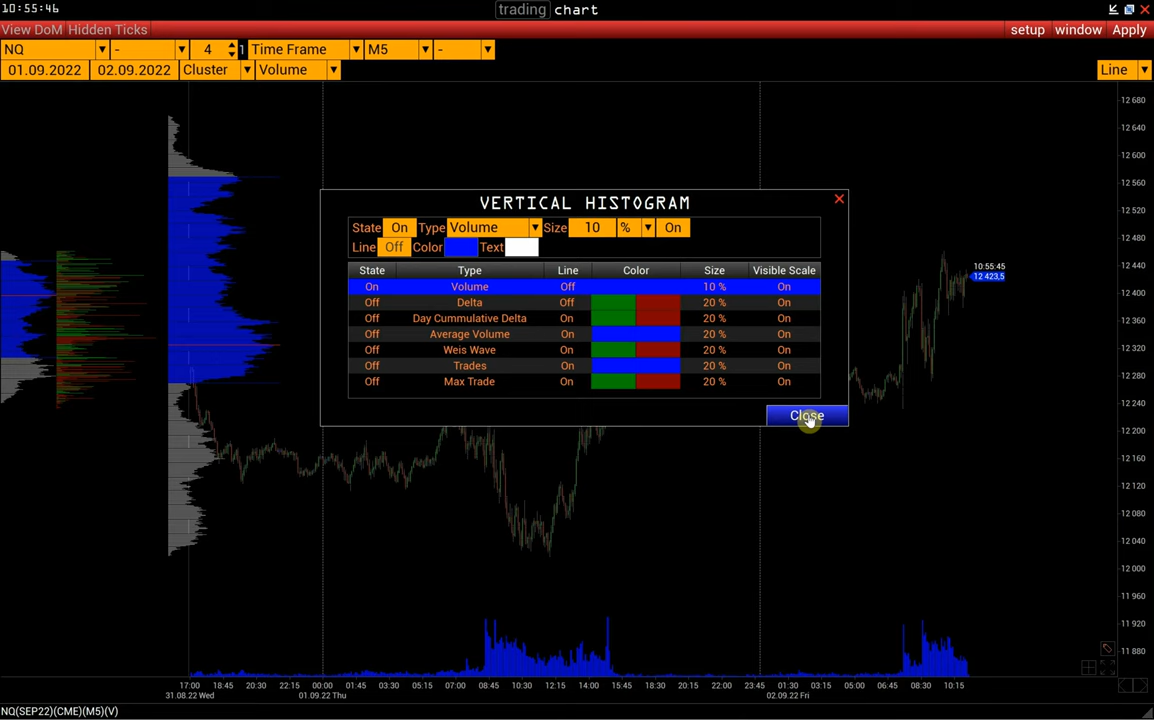 10:55:46 trading chart
View DoM Hidden Ticks setup window Apply
NQ - 4 1 Time Frame M5 -
01.09.2022 02.09.2022 Cluster Volume Line
VERTICAL HISTOGRAM
State On Type Volume Size 10 % On
Line Off Color Text
State Type Line Color Size Visible Scale
On Volume Off 10 % On
Off Delta Off 20 % On
Off Day Cummulative Delta On 20 % On
Off Average Volume On 20 % On
Off Weis Wave On 20 % On
Off Trades On 20 % On
Off Max Trade On 20 % On
Close
10:55:45
12 423,5
12 680
12 640
12 600
12 560
12 520
12 480
12 440
12 400
12 360
12 320
12 280
12 240
12 200
12 160
12 120
12 080
12 040
12 000
11 960
11 920
11 880
17:00 18:45 20:30 22:15 00:00 01:45 03:30 05:15 07:00 08:45 10:30 12:15 14:00 15:45 18:30 20:15 22:00 23:45 01:30 03:15 05:00 06:45 08:30 10:15
31.08.22 Wed 01.09.22 Thu 02.09.22 Fri
NQ(SEP22)(CME)(M5)(V)